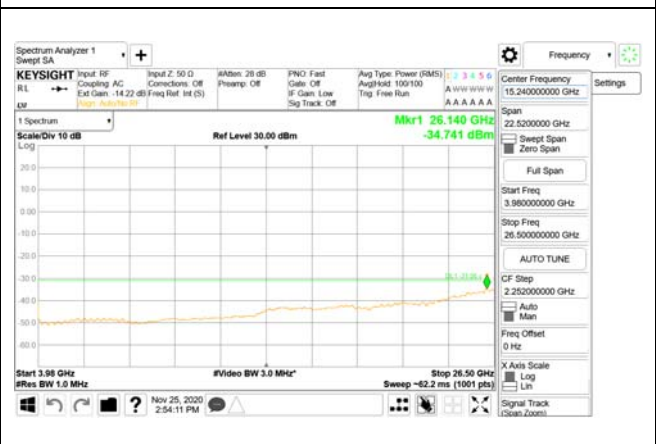 Spectrum Analyzer 1
Swept SA
Frequency
KEYSIGHT
Input: RF
Input Z: 50 Ω
#Atten: 28 dB
PNO: Fast
Avg Type: Power (RMS)
1 2 3 4 5 6
RL
Coupling: AC
Corrections: Off
Preamp: Off
Gate: Off
Avg|Hold: 100/100
A W W W W W
Ext Gain: -14.22 dB
Freq Ref: Int (S)
IF Gain: Low
Trig: Free Run
Align: Auto/No RF
Sig Track: Off
A A A A A A
Center Frequency
15.240000000 GHz
Settings
Span
22.5200000 GHz
Swept Span
Zero Span
Full Span
Start Freq
3.980000000 GHz
Stop Freq
26.500000000 GHz
AUTO TUNE
CF Step
2.252000000 GHz
Auto
Man
Freq Offset
0 Hz
X Axis Scale
Log
Lin
Signal Track
(Span Zoom)
1 Spectrum
Mkr1 26.140 GHz
Scale/Div 10 dB
Ref Level 30.00 dBm
-34.741 dBm
Log
20.0
10.0
0.00
-10.0
-20.0
-30.0
-40.0
-50.0
-60.0
Start 3.98 GHz
#Video BW 3.0 MHz*
Stop 26.50 GHz
#Res BW 1.0 MHz
Sweep ~62.2 ms (1001 pts)
Nov 25, 2020
2:54:11 PM